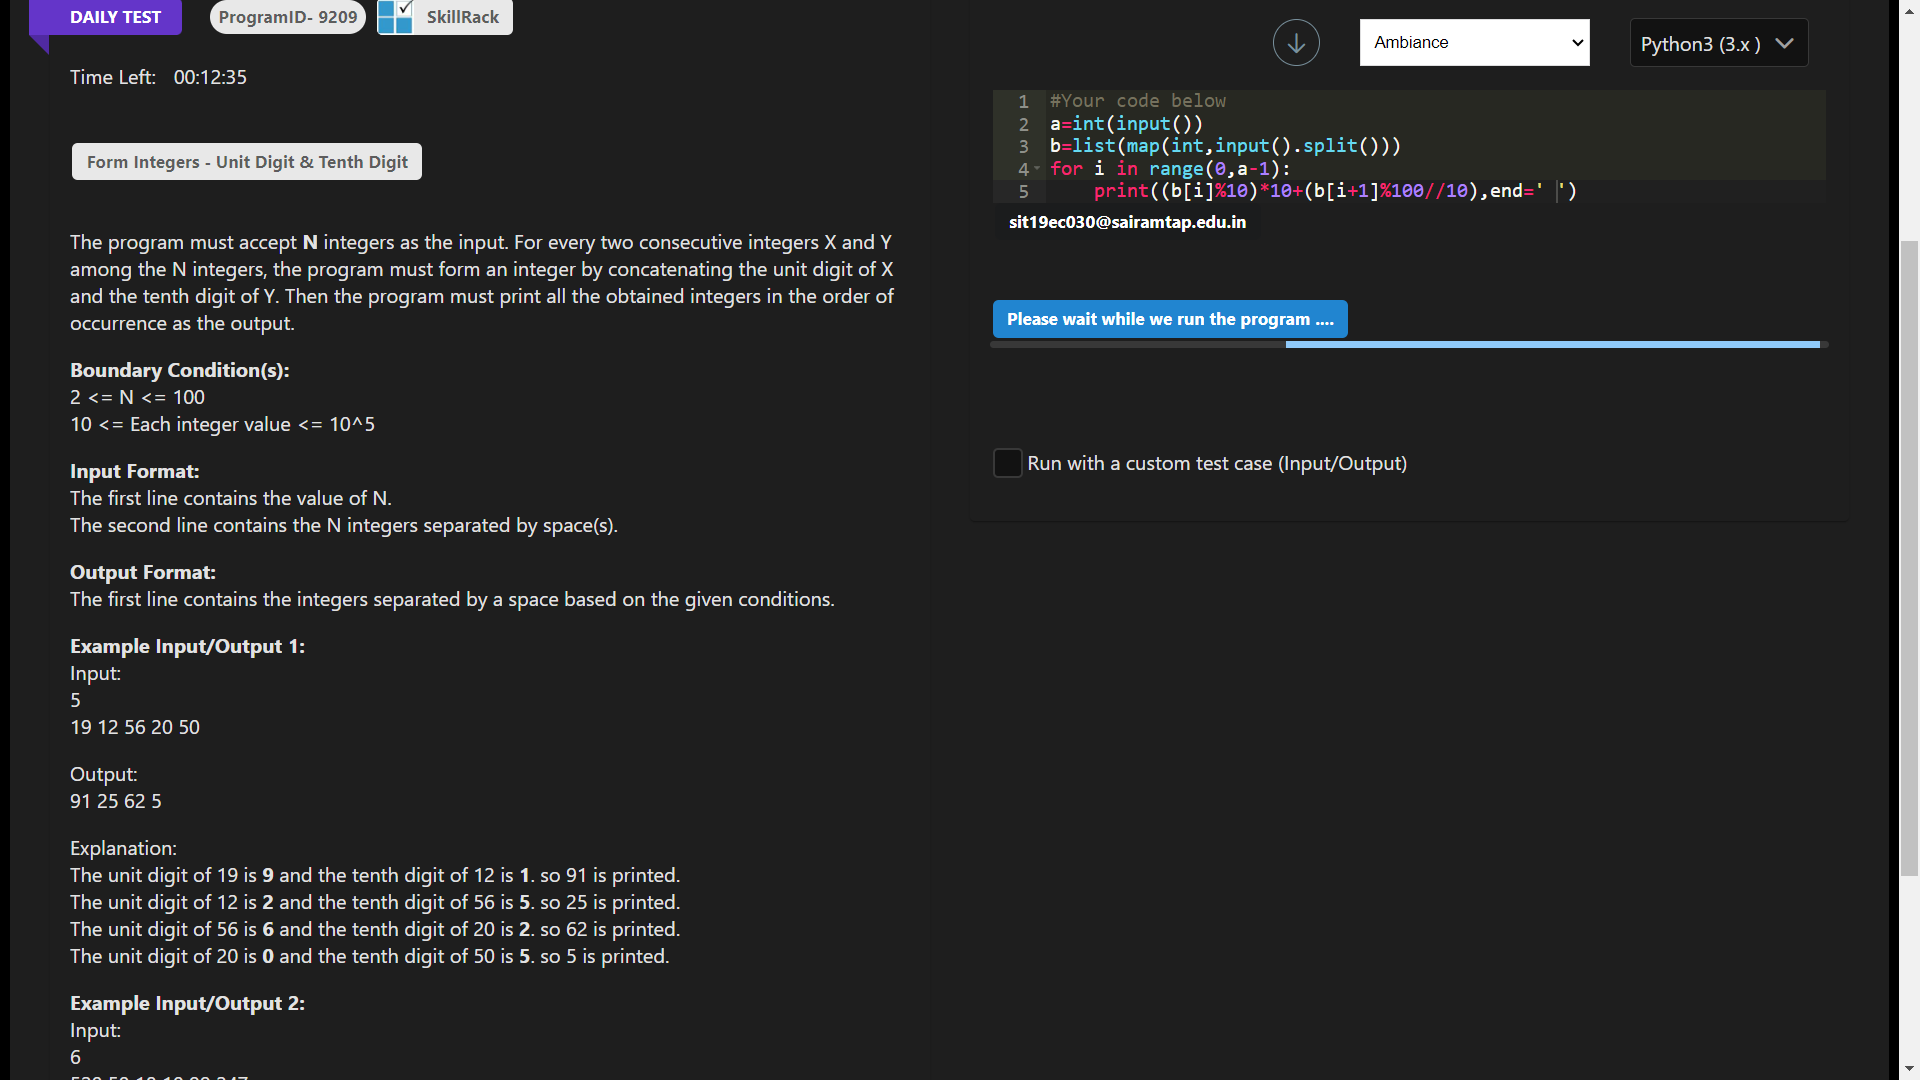 DAILY TEST
ProgramID- 9209
SkillRack
Time Left: 00:12:35
Form Integers - Unit Digit & Tenth Digit
The program must accept N integers as the input. For every two consecutive integers X and Y
among the N integers, the program must form an integer by concatenating the unit digit of X
and the tenth digit of Y. Then the program must print all the obtained integers in the order of
occurrence as the output.
Boundary Condition(s):
2 <= N <= 100
10 <= Each integer value <= 10^5
Input Format:
The first line contains the value of N.
The second line contains the N integers separated by space(s).
Output Format:
The first line contains the integers separated by a space based on the given conditions.
Example Input/Output 1:
Input:
5
19 12 56 20 50
Output:
91 25 62 5
Explanation:
The unit digit of 19 is 9 and the tenth digit of 12 is 1. so 91 is printed.
The unit digit of 12 is 2 and the tenth digit of 56 is 5. so 25 is printed.
The unit digit of 56 is 6 and the tenth digit of 20 is 2. so 62 is printed.
The unit digit of 20 is 0 and the tenth digit of 50 is 5. so 5 is printed.
Example Input/Output 2:
Input:
6
Ambiance
Python3 (3.x )
1 #Your code below
2 a=int(input())
3 b=list(map(int,input().split()))
4 for i in range(0,a-1):
5 print((b[i]%10)*10+(b[i+1]%100//10),end=' ')
sit19ec030@sairamtap.edu.in
Please wait while we run the program ....
Run with a custom test case (Input/Output)